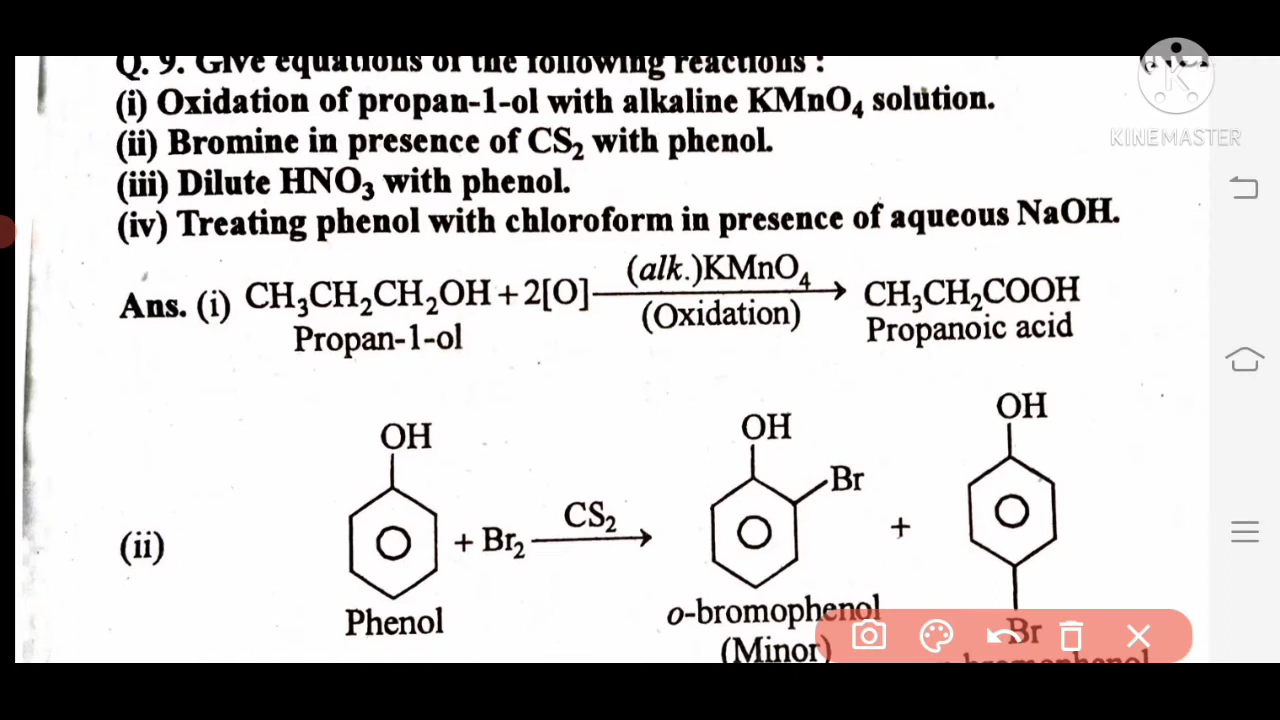 Q. 9. Give equations of the following reactions :
(i) Oxidation of propan-1-ol with alkaline KMnO₄ solution.
(ii) Bromine in presence of CS₂ with phenol.
(iii) Dilute HNO₃ with phenol.
(iv) Treating phenol with chloroform in presence of aqueous NaOH.
KINEMASTER
Ans. (i) CH₃CH₂CH₂OH + 2[O] (alk.)KMnO₄ → CH₃CH₂COOH
(Oxidation)
Propan-1-ol Propanoic acid
OH OH OH
Br
(ii) + Br₂ CS₂ → +
Phenol o-bromophenol Br
(Minor) bromophenol